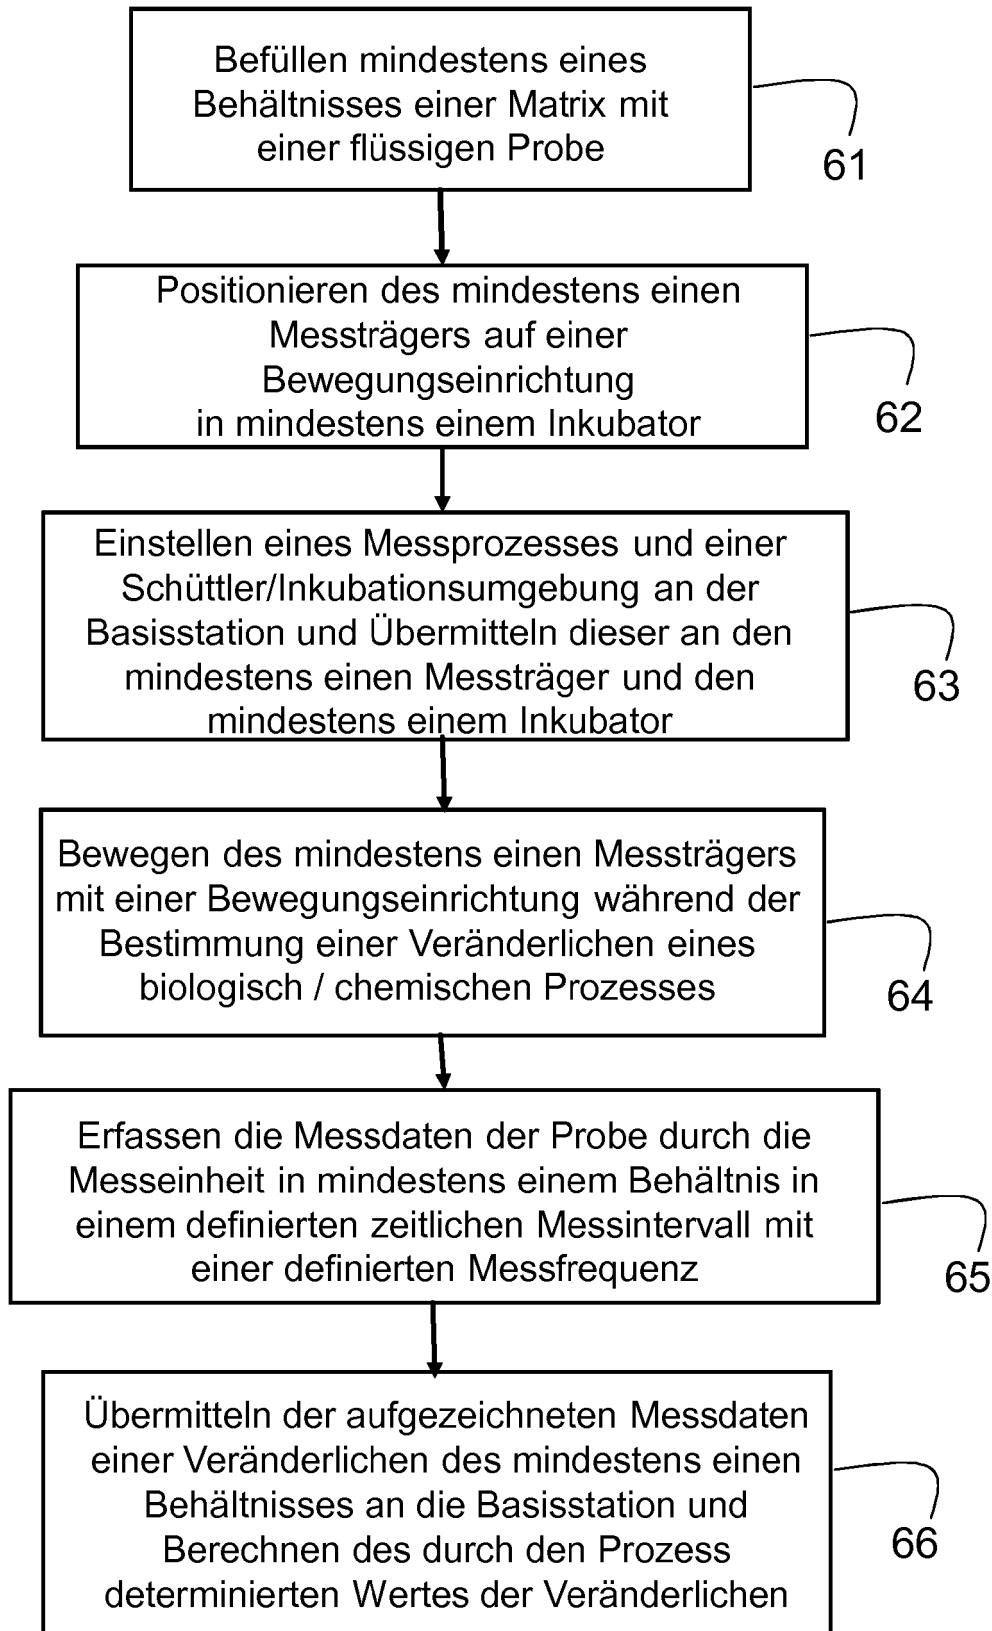 Befüllen mindestens eines
Behältnisses einer Matrix mit
einer flüssigen Probe
61
Positionieren des mindestens einen
Messträgers auf einer
Bewegungseinrichtung
in mindestens einem Inkubator
62
Einstellen eines Messprozesses und einer
Schüttler/Inkubationsumgebung an der
Basisstation und Übermitteln dieser an den
mindestens einen Messträger und den
mindestens einem Inkubator
63
Bewegen des mindestens einen Messträgers
mit einer Bewegungseinrichtung während der
Bestimmung einer Veränderlichen eines
biologisch / chemischen Prozesses
64
Erfassen die Messdaten der Probe durch die
Messeinheit in mindestens einem Behältnis in
einem definierten zeitlichen Messintervall mit
einer definierten Messfrequenz
65
Übermitteln der aufgezeichneten Messdaten
einer Veränderlichen des mindestens einen
Behältnisses an die Basisstation und
Berechnen des durch den Prozess
determinierten Wertes der Veränderlichen
66